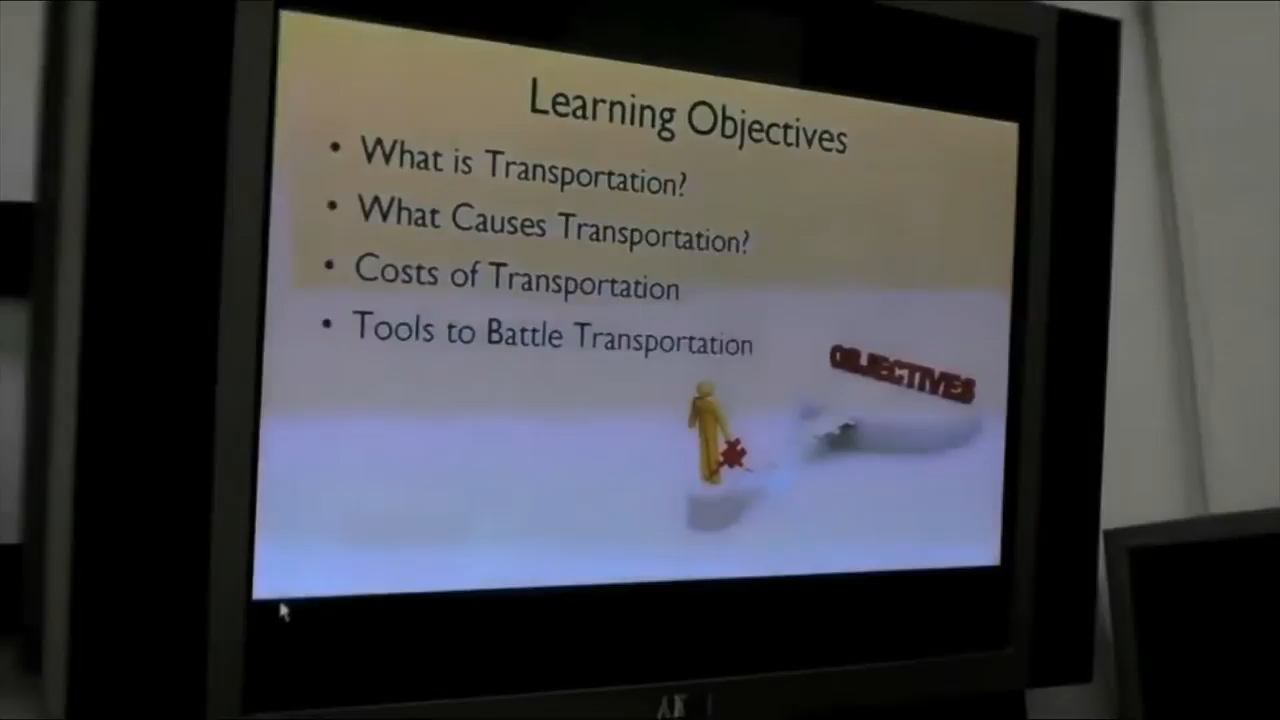 Learning Objectives
• What is Transportation?
• What Causes Transportation?
• Costs of Transportation
• Tools to Battle Transportation
OBJECTIVES